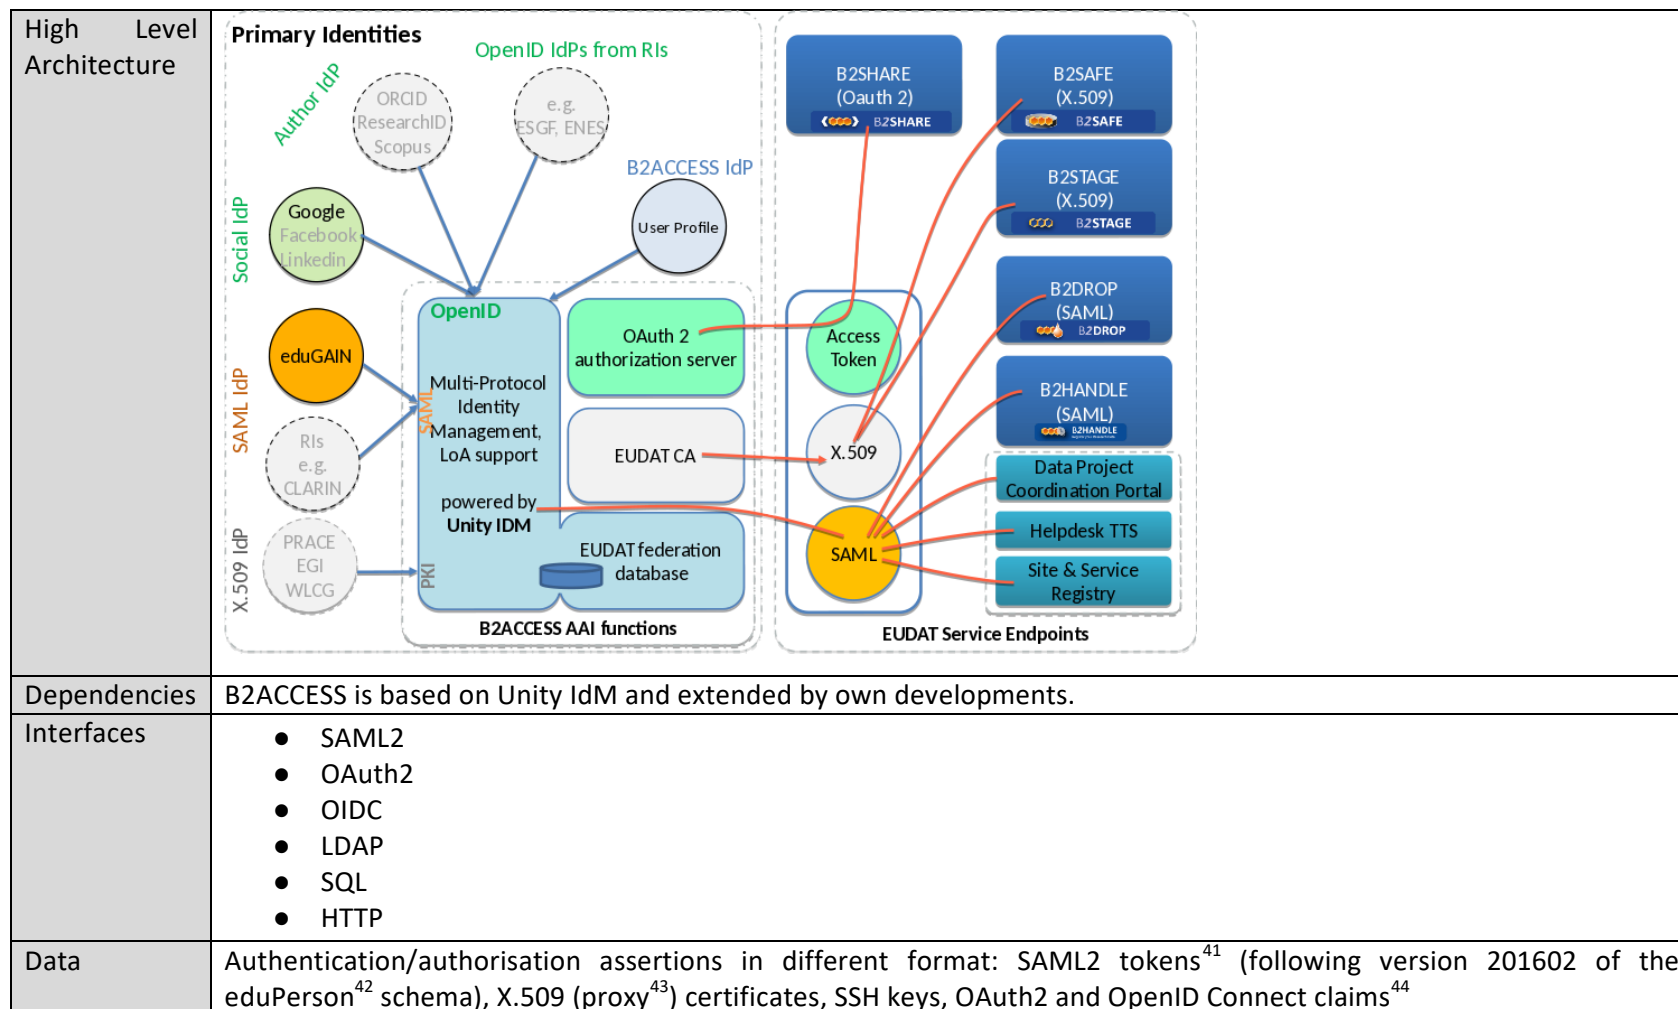 High Level
Architecture
Primary Identities
OpenID IdPs from RIs
Author IdP
ORCID
ResearchID
Scopus
e.g.
ESGF, ENES
B2ACCESS IdP
User Profile
Social IdP
Google
Facebook
Linkedin
SAML IdP
eduGAIN
RIs
e.g.
CLARIN
X.509 IdP
PRACE
EGI
WLCG
OpenID
SAML
Multi-Protocol
Identity
Management,
LoA support
powered by
Unity IDM
PKI
OAuth 2
authorization server
EUDAT CA
EUDAT federation
database
B2ACCESS AAI functions
B2SHARE
(Oauth 2)
B2SHARE
B2SAFE
(X.509)
B2SAFE
B2STAGE
(X.509)
B2STAGE
B2DROP
(SAML)
B2DROP
B2HANDLE
(SAML)
B2HANDLE
Access
Token
X.509
SAML
Data Project
Coordination Portal
Helpdesk TTS
Site & Service
Registry
EUDAT Service Endpoints
Dependencies
B2ACCESS is based on Unity IdM and extended by own developments.
Interfaces
● SAML2
● OAuth2
● OIDC
● LDAP
● SQL
● HTTP
Data
Authentication/authorisation assertions in different format: SAML2 tokens41 (following version 201602 of the
eduPerson42 schema), X.509 (proxy43) certificates, SSH keys, OAuth2 and OpenID Connect claims44